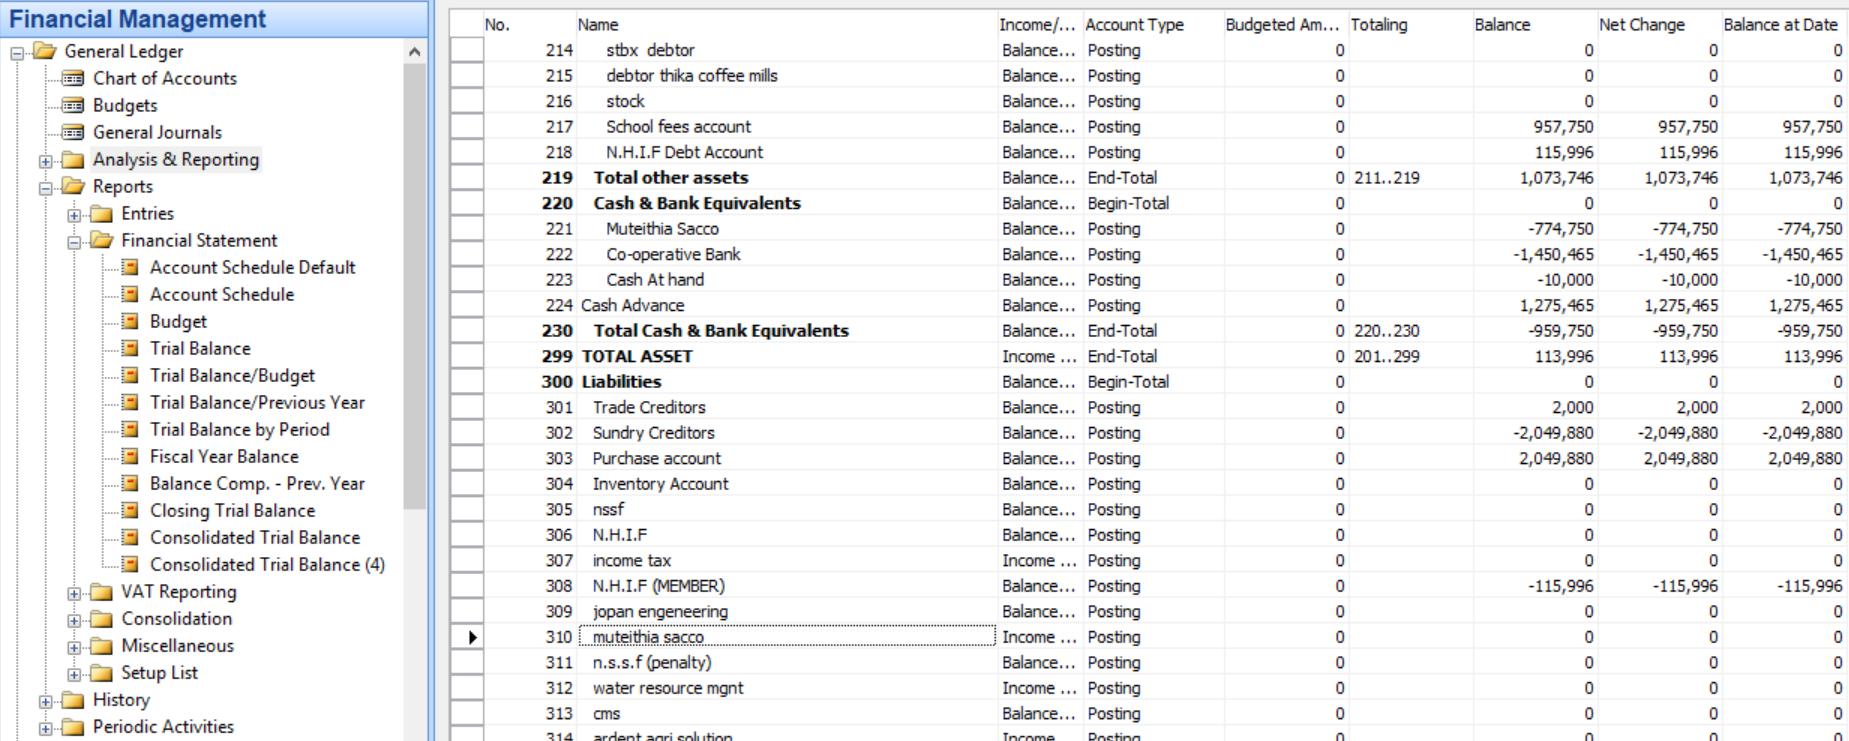 Financial Management
General Ledger
Chart of Accounts
Budgets
General Journals
Analysis & Reporting
Reports
Entries
Financial Statement
Account Schedule Default
Account Schedule
Budget
Trial Balance
Trial Balance/Budget
Trial Balance/Previous Year
Trial Balance by Period
Fiscal Year Balance
Balance Comp. - Prev. Year
Closing Trial Balance
Consolidated Trial Balance
Consolidated Trial Balance (4)
VAT Reporting
Consolidation
Miscellaneous
Setup List
History
Periodic Activities
No. Name Income/... Account Type Budgeted Am... Totaling Balance Net Change Balance at Date
214 stbx debtor Balance... Posting 0 0 0 0
215 debtor thika coffee mills Balance... Posting 0 0 0 0
216 stock Balance... Posting 0 0 0 0
217 School fees account Balance... Posting 0 957,750 957,750 957,750
218 N.H.I.F Debt Account Balance... Posting 0 115,996 115,996 115,996
219 Total other assets Balance... End-Total 0 211..219 1,073,746 1,073,746 1,073,746
220 Cash & Bank Equivalents Balance... Begin-Total 0 0 0 0
221 Muteithia Sacco Balance... Posting 0 -774,750 -774,750 -774,750
222 Co-operative Bank Balance... Posting 0 -1,450,465 -1,450,465 -1,450,465
223 Cash At hand Balance... Posting 0 -10,000 -10,000 -10,000
224 Cash Advance Balance... Posting 0 1,275,465 1,275,465 1,275,465
230 Total Cash & Bank Equivalents Balance... End-Total 0 220..230 -959,750 -959,750 -959,750
299 TOTAL ASSET Income ... End-Total 0 201..299 113,996 113,996 113,996
300 Liabilities Balance... Begin-Total 0 0 0 0
301 Trade Creditors Balance... Posting 0 2,000 2,000 2,000
302 Sundry Creditors Balance... Posting 0 -2,049,880 -2,049,880 -2,049,880
303 Purchase account Balance... Posting 0 2,049,880 2,049,880 2,049,880
304 Inventory Account Balance... Posting 0 0 0 0
305 nssf Balance... Posting 0 0 0 0
306 N.H.I.F Balance... Posting 0 0 0 0
307 income tax Income ... Posting 0 0 0 0
308 N.H.I.F (MEMBER) Balance... Posting 0 -115,996 -115,996 -115,996
309 jopan engeneering Balance... Posting 0 0 0 0
310 muteithia sacco Income ... Posting 0 0 0 0
311 n.s.s.f (penalty) Balance... Posting 0 0 0 0
312 water resource mgnt Income ... Posting 0 0 0 0
313 cms Balance... Posting 0 0 0 0
314 ardent agri solution Income Posting 0 0 0 0